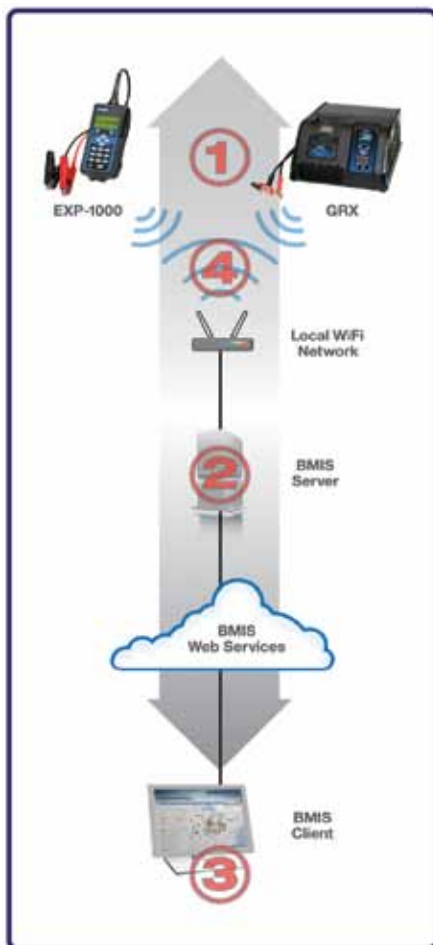 1
EXP-1000
GRX
4
Local WiFi
Network
2
BMIS
Server
BMIS
Web Services
BMIS
Client
3